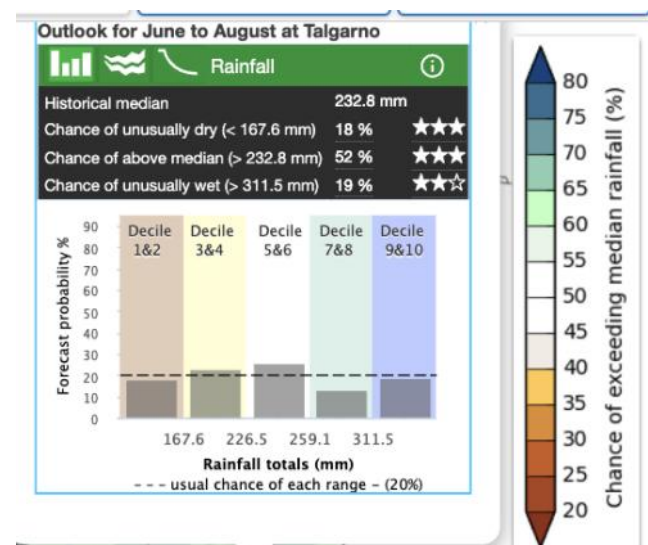 Outlook for June to August at Talgarno
Rainfall
Historical median 232.8 mm
Chance of unusually dry (< 167.6 mm) 18 % ★★★
Chance of above median (> 232.8 mm) 52 % ★★★
Chance of unusually wet (> 311.5 mm) 19 % ★★☆
Forecast probability %
90
80
70
60
50
40
30
20
10
0
Decile 1&2
Decile 3&4
Decile 5&6
Decile 7&8
Decile 9&10
167.6 226.5 259.1 311.5
Rainfall totals (mm)
--- usual chance of each range – (20%)
80
75
70
65
60
55
50
45
40
35
30
25
20
Chance of exceeding median rainfall (%)